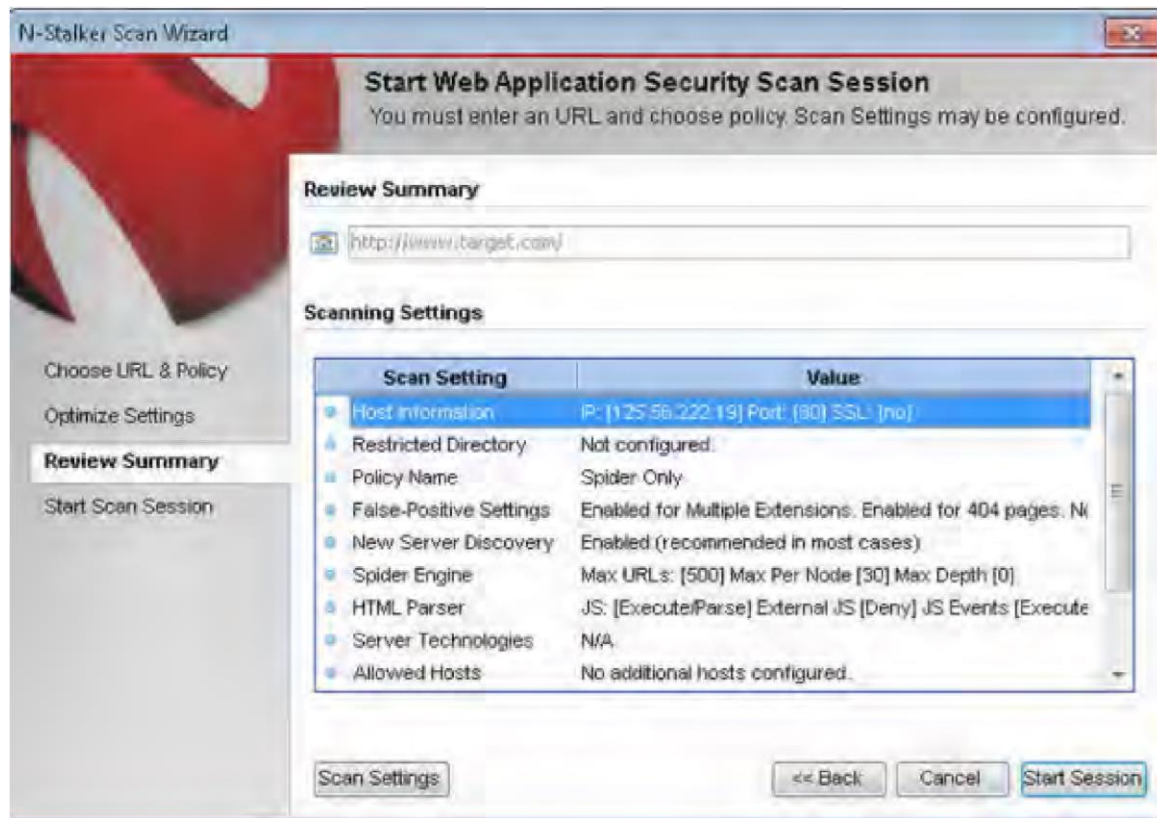 N-Stalker Scan Wizard
Start Web Application Security Scan Session
You must enter an URL and choose policy. Scan Settings may be configured.
Review Summary
http://www.target.com/
Scanning Settings
Choose URL & Policy
Optimize Settings
Review Summary
Start Scan Session
Scan Setting Value
Host Information IP: [125.56.222.19] Port: [80] SSL: [no]
Restricted Directory Not configured.
Policy Name Spider Only
False-Positive Settings Enabled for Multiple Extensions. Enabled for 404 pages.
New Server Discovery Enabled (recommended in most cases)
Spider Engine Max URLs: [500] Max Per Node [30] Max Depth [0]
HTML Parser JS: [Execute/Parse] External JS [Deny] JS Events [Execute
Server Technologies N/A
Allowed Hosts No additional hosts configured.
Scan Settings << Back Cancel Start Session